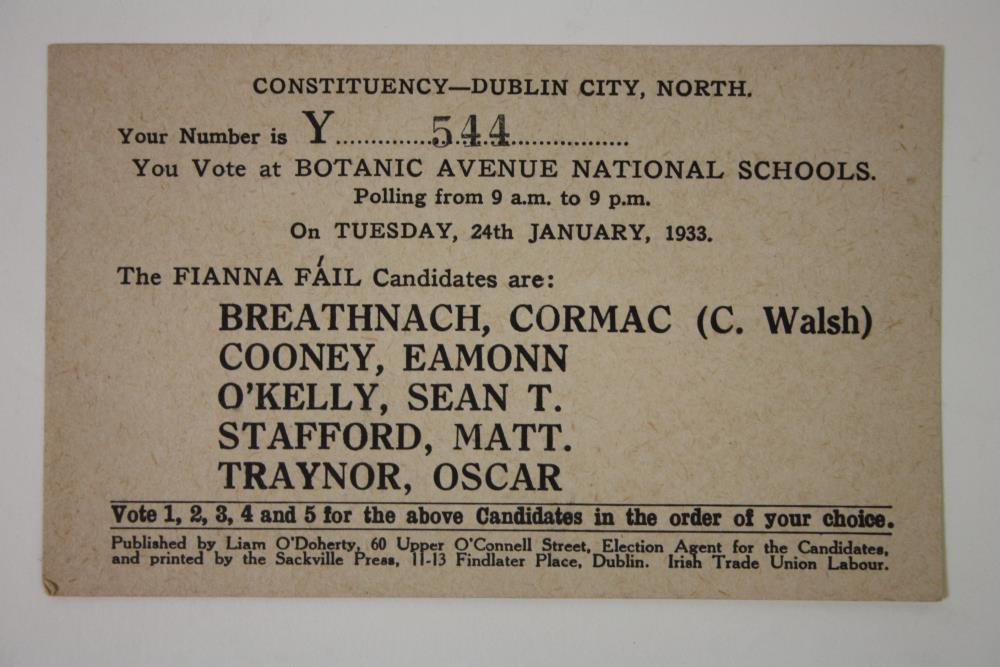 CONSTITUENCY—DUBLIN CITY, NORTH.
Your Number is Y..............544....................
You Vote at BOTANIC AVENUE NATIONAL SCHOOLS.
Polling from 9 a.m. to 9 p.m.
On TUESDAY, 24th JANUARY, 1933.
The FIANNA FÁIL Candidates are:
BREATHNACH, CORMAC (C. Walsh)
COONEY, EAMONN
O'KELLY, SEAN T.
STAFFORD, MATT.
TRAYNOR, OSCAR
Vote 1, 2, 3, 4 and 5 for the above Candidates in the order of your choice.
Published by Liam O'Doherty, 60 Upper O'Connell Street, Election Agent for the Candidates,
and printed by the Sackville Press, 11-13 Findlater Place, Dublin. Irish Trade Union Labour.